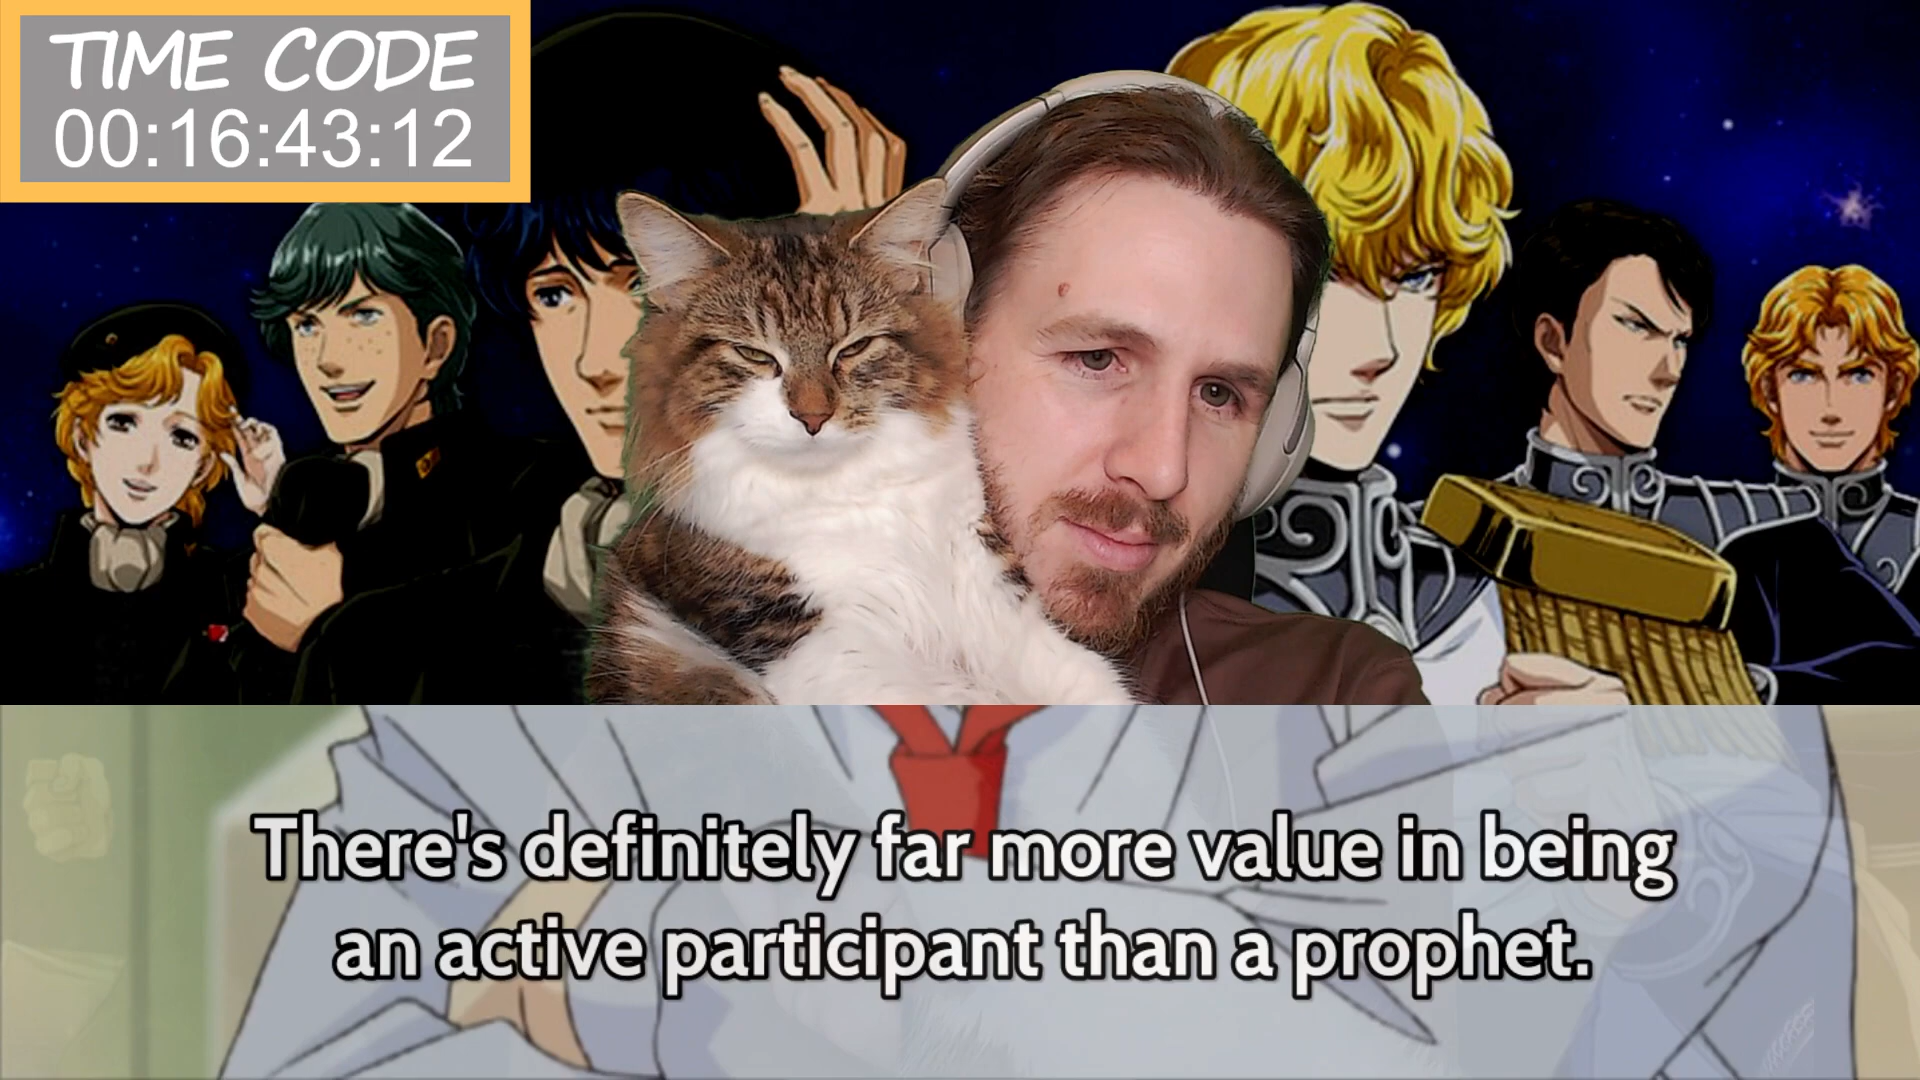 TIME CODE
00:16:43:12
There's definitely far more value in being
an active participant than a prophet.